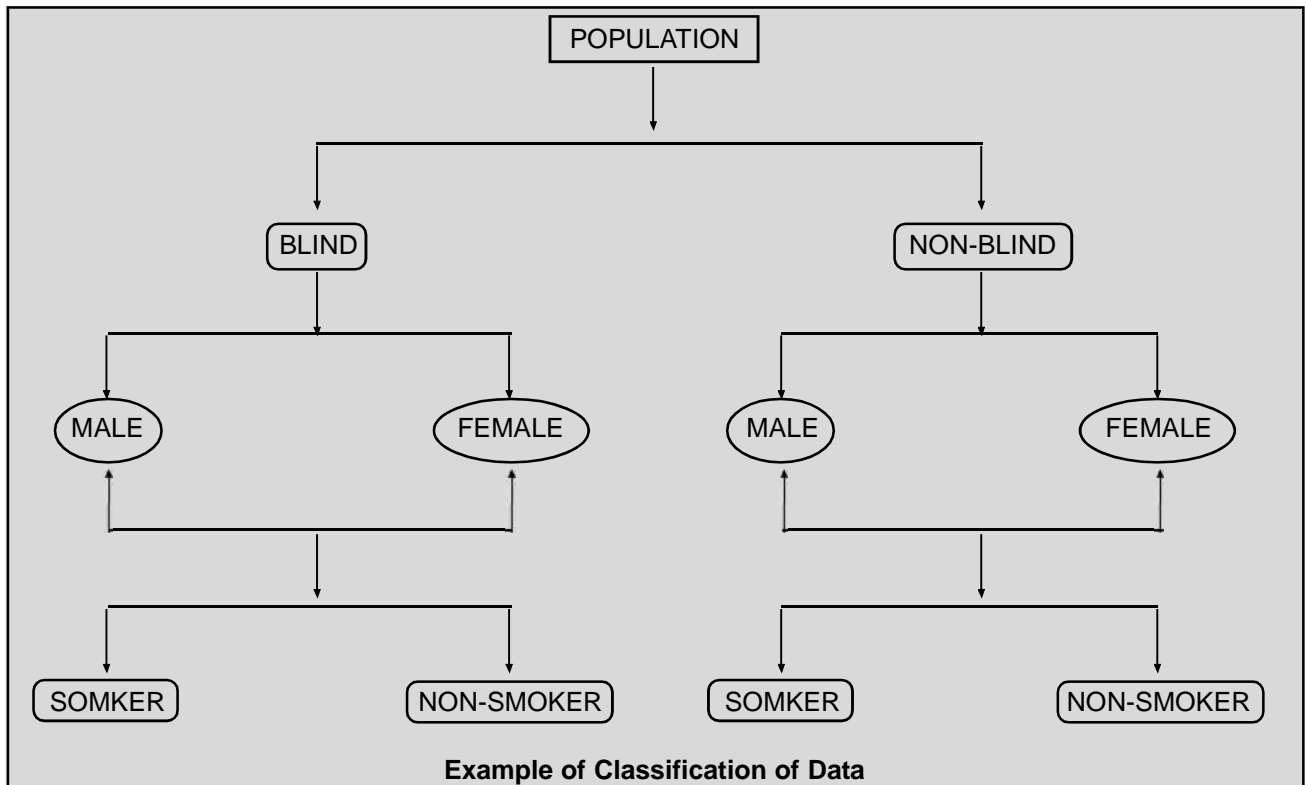 POPULATION
BLIND NON-BLIND
MALE FEMALE MALE FEMALE
SOMKER NON-SMOKER SOMKER NON-SMOKER
Example of Classification of Data